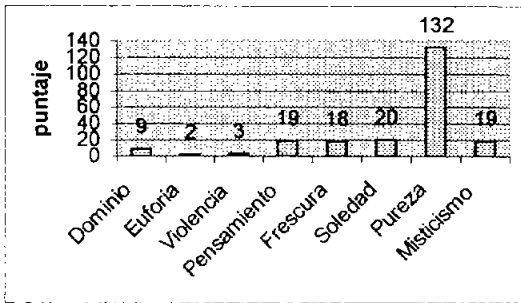 132
puntaje
140
120
100
80
60
40
20
0
9
2
3
19
18
20
19
Dominio
Euforia
Violencia
Pensamiento
Frescura
Soledad
Pureza
Misticismo